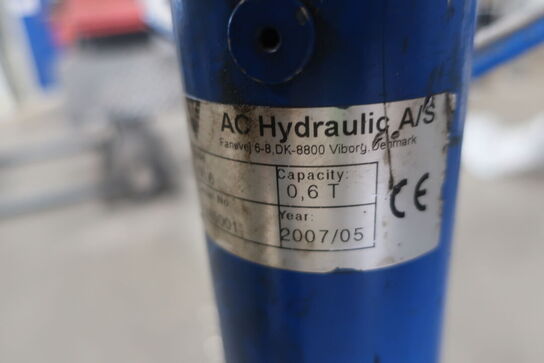 AC Hydraulic A/S
Fanøvej 6-8, DK-8800 Viborg, Denmark
Capacity:
0,6 T
Year:
2007/05
CE